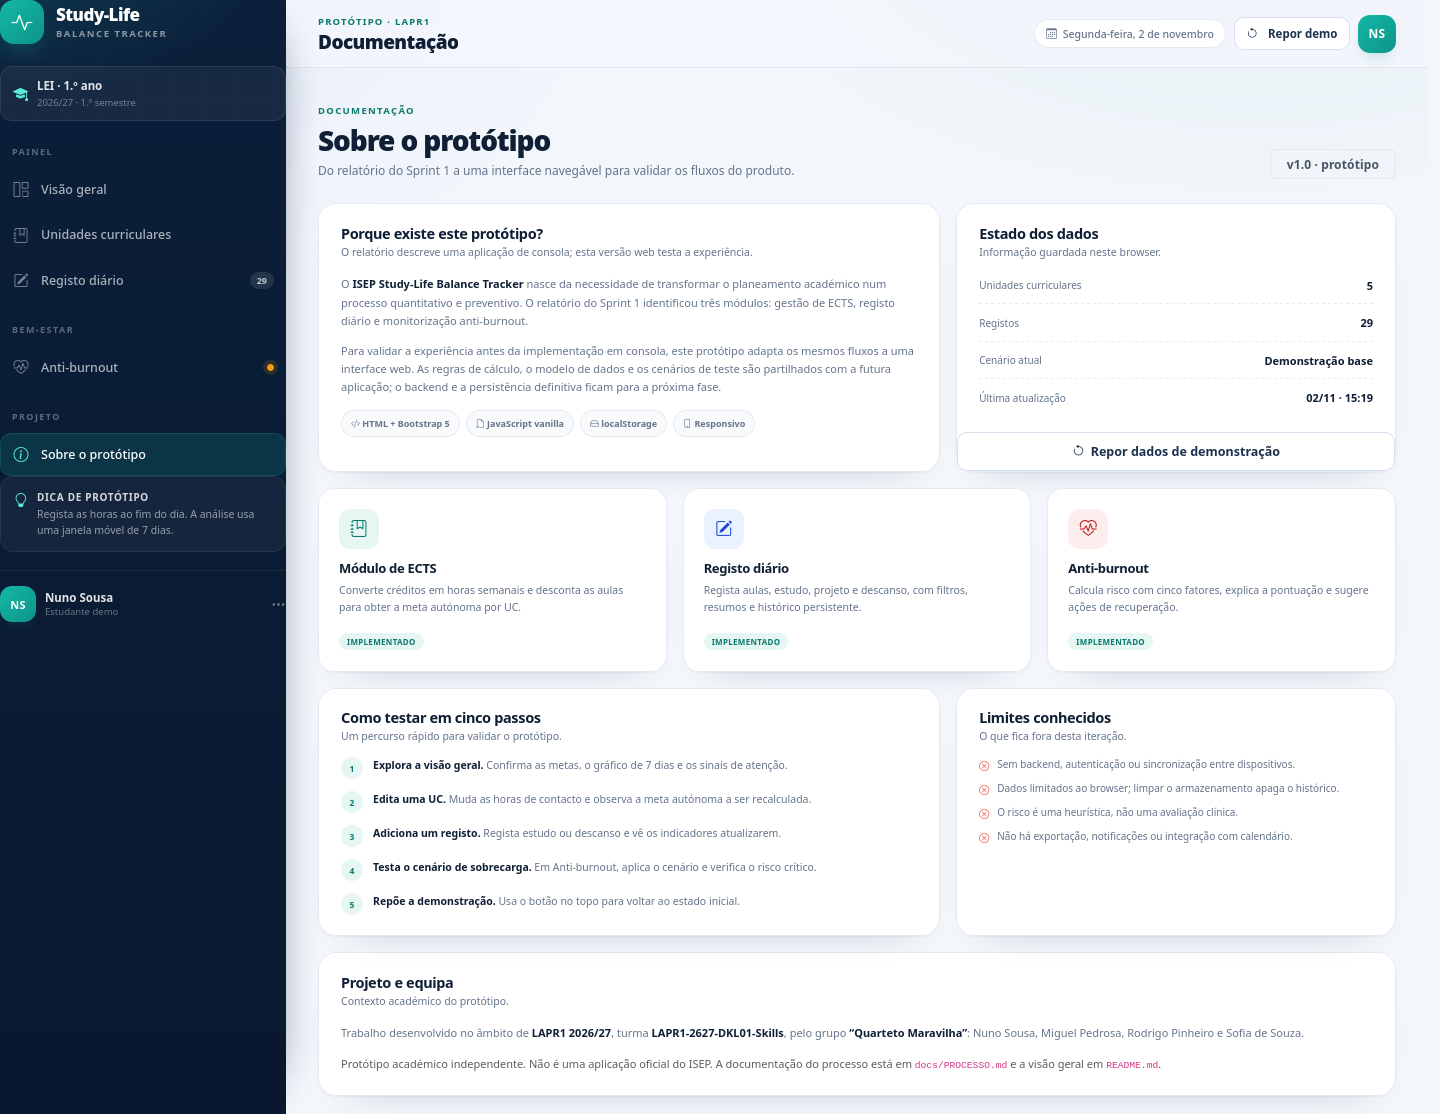 Study-Life
BALANCE TRACKER
LEI · 1.º ano
2026/27 · 1.º semestre
PAINEL
Visão geral
Unidades curriculares
Registo diário
29
BEM-ESTAR
Anti-burnout
PROJETO
Sobre o protótipo
DICA DE PROTÓTIPO
Regista as horas ao fim do dia. A análise usa
uma janela móvel de 7 dias.
NS
Nuno Sousa
Estudante demo
PROTÓTIPO · LAPR1
Documentação
Segunda-feira, 2 de novembro
Repor demo
NS
DOCUMENTAÇÃO
Sobre o protótipo
Do relatório do Sprint 1 a uma interface navegável para validar os fluxos do produto.
v1.0 · protótipo
Porque existe este protótipo?
O relatório descreve uma aplicação de consola; esta versão web testa a experiência.
O ISEP Study-Life Balance Tracker nasce da necessidade de transformar o planeamento académico num
processo quantitativo e preventivo. O relatório do Sprint 1 identificou três módulos: gestão de ECTS, registo
diário e monitorização anti-burnout.
Para validar a experiência antes da implementação em consola, este protótipo adapta os mesmos fluxos a uma
interface web. As regras de cálculo, o modelo de dados e os cenários de teste são partilhados com a futura
aplicação; o backend e a persistência definitiva ficam para a próxima fase.
HTML + Bootstrap 5
JavaScript vanilla
localStorage
Responsivo
Estado dos dados
Informação guardada neste browser.
Unidades curriculares
5
Registos
29
Cenário atual
Demonstração base
Última atualização
02/11 · 15:19
Repor dados de demonstração
Módulo de ECTS
Converte créditos em horas semanais e desconta as aulas
para obter a meta autónoma por UC.
IMPLEMENTADO
Registo diário
Regista aulas, estudo, projeto e descanso, com filtros,
resumos e histórico persistente.
IMPLEMENTADO
Anti-burnout
Calcula risco com cinco fatores, explica a pontuação e sugere
ações de recuperação.
IMPLEMENTADO
Como testar em cinco passos
Um percurso rápido para validar o protótipo.
1 Explora a visão geral. Confirma as metas, o gráfico de 7 dias e os sinais de atenção.
2 Edita uma UC. Muda as horas de contacto e observa a meta autónoma a ser recalculada.
3 Adiciona um registo. Regista estudo ou descanso e vê os indicadores atualizarem.
4 Testa o cenário de sobrecarga. Em Anti-burnout, aplica o cenário e verifica o risco crítico.
5 Repõe a demonstração. Usa o botão no topo para voltar ao estado inicial.
Limites conhecidos
O que fica fora desta iteração.
Sem backend, autenticação ou sincronização entre dispositivos.
Dados limitados ao browser; limpar o armazenamento apaga o histórico.
O risco é uma heurística, não uma avaliação clínica.
Não há exportação, notificações ou integração com calendário.
Projeto e equipa
Contexto académico do protótipo.
Trabalho desenvolvido no âmbito de LAPR1 2026/27, turma LAPR1-2627-DKL01-Skills, pelo grupo "Quarteto Maravilha": Nuno Sousa, Miguel Pedrosa, Rodrigo Pinheiro e Sofia de Souza.
Protótipo académico independente. Não é uma aplicação oficial do ISEP. A documentação do processo está em docs/PROCESSO.md e a visão geral em README.md.